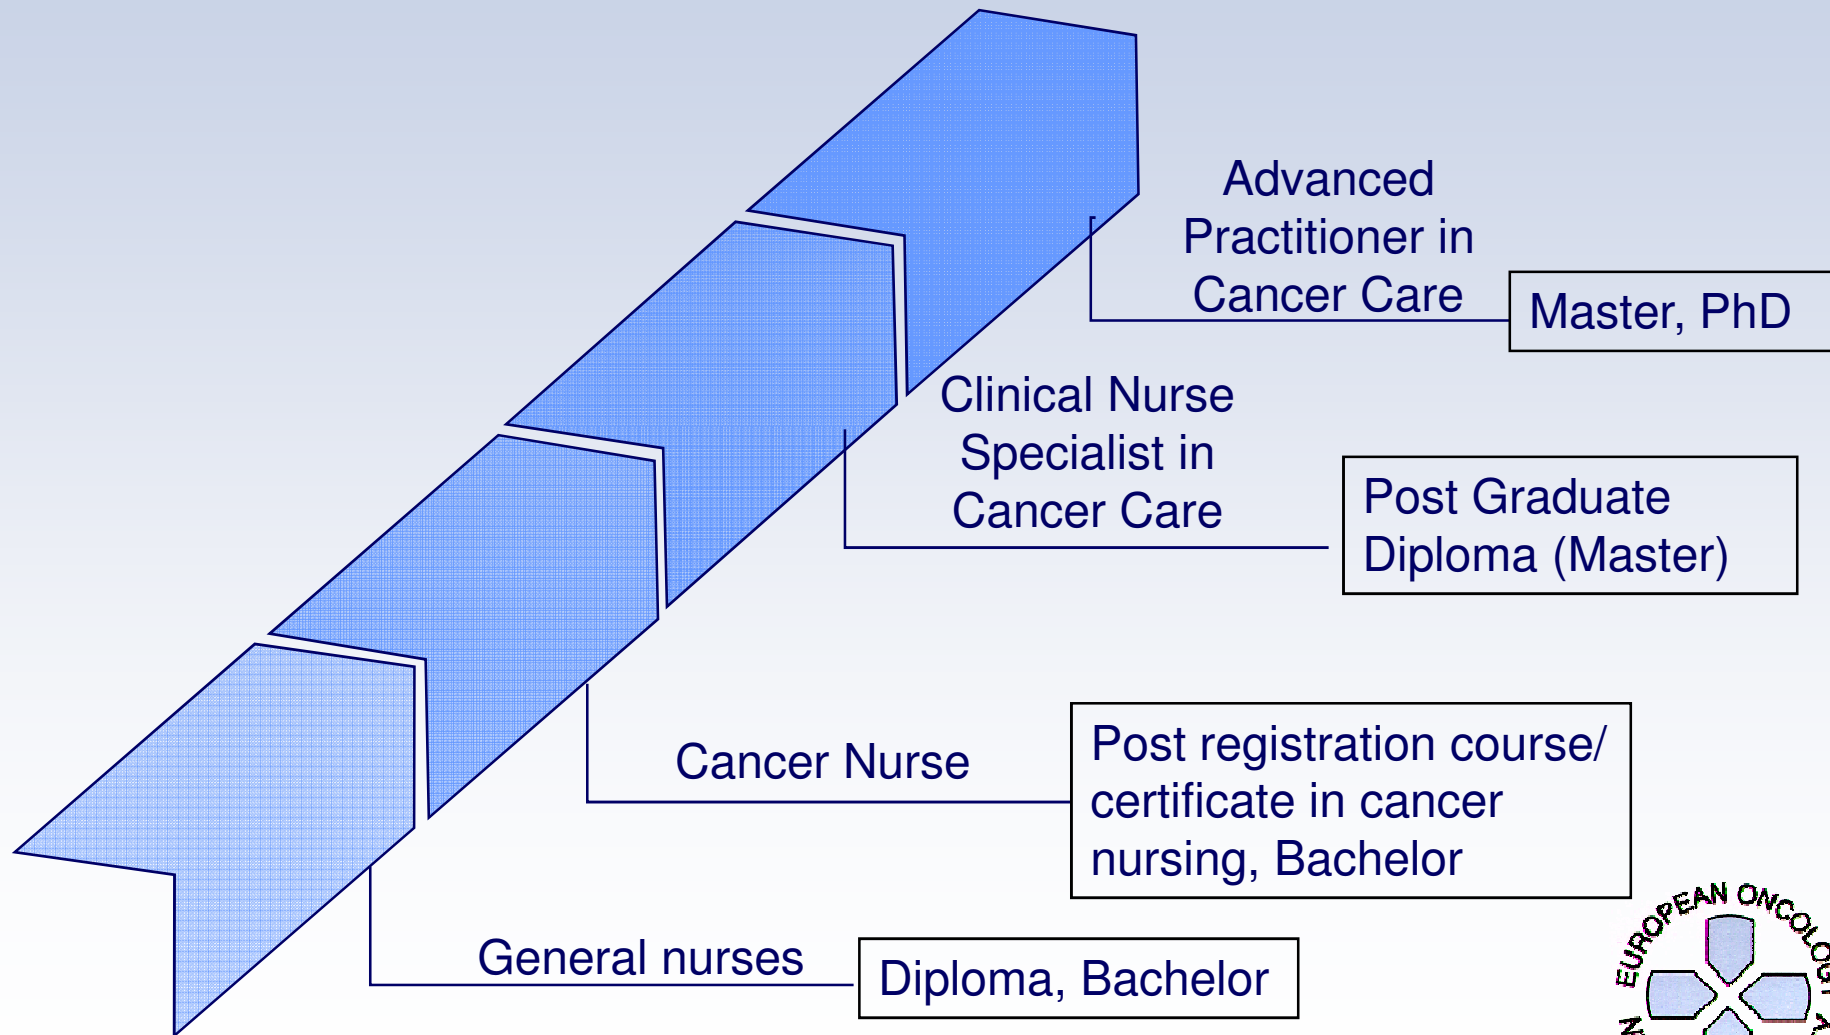 Advanced
Practitioner in
Cancer Care
Master, PhD
Clinical Nurse
Specialist in
Cancer Care
Post Graduate
Diploma (Master)
Cancer Nurse
Post registration course/
certificate in cancer
nursing, Bachelor
General nurses
Diploma, Bachelor
EUROPEAN ONCOLOGY